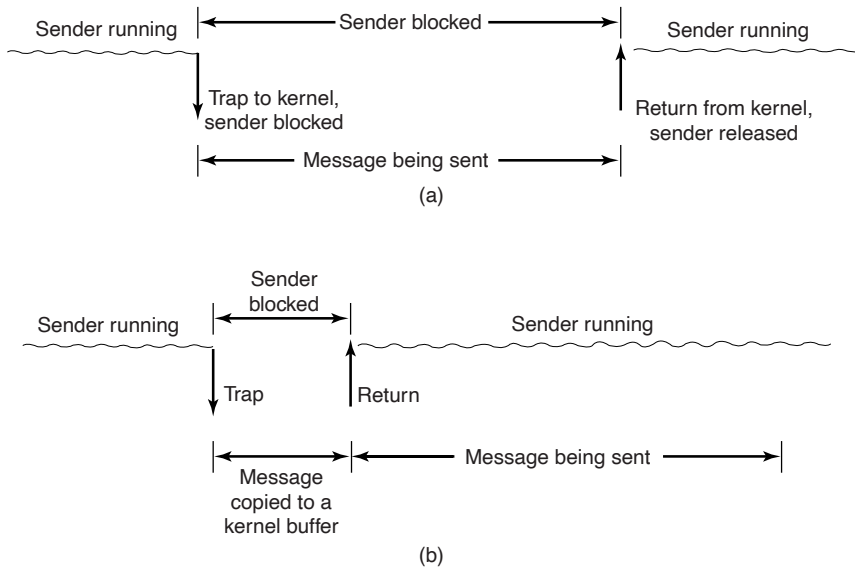 Sender blocked
Sender running
Sender running
Trap to kernel,
sender blocked
Return from kernel,
sender released
Message being sent
(a)
Sender
blocked
Sender running
Sender running
Trap
Return
Message being sent
Message
copied to a
kernel buffer
(b)